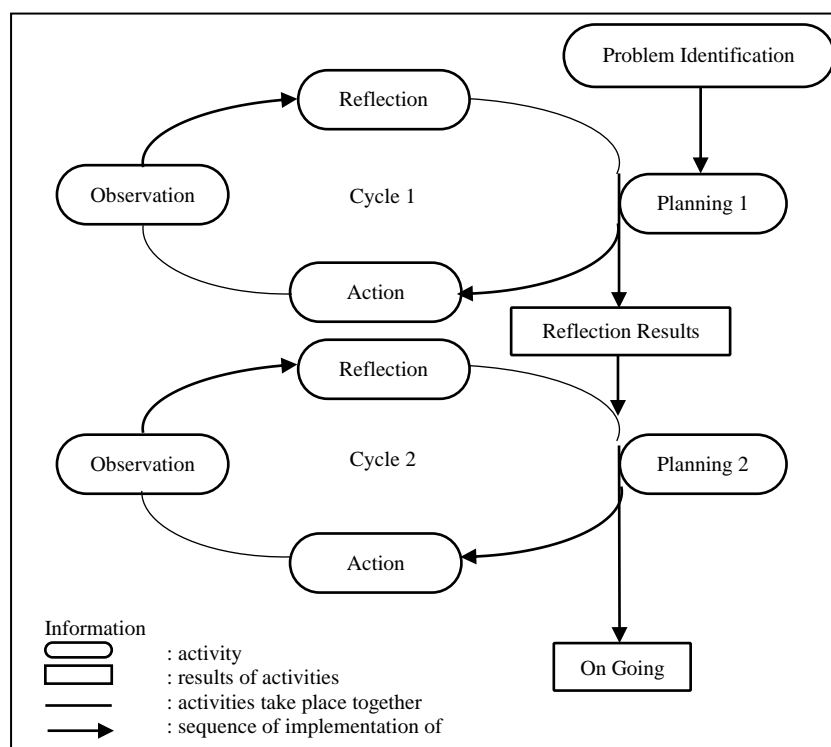 Problem Identification
Reflection
Observation
Cycle 1
Planning 1
Action
Reflection Results
Reflection
Observation
Cycle 2
Planning 2
Action
Information
: activity
: results of activities
: activities take place together
: sequence of implementation of
On Going